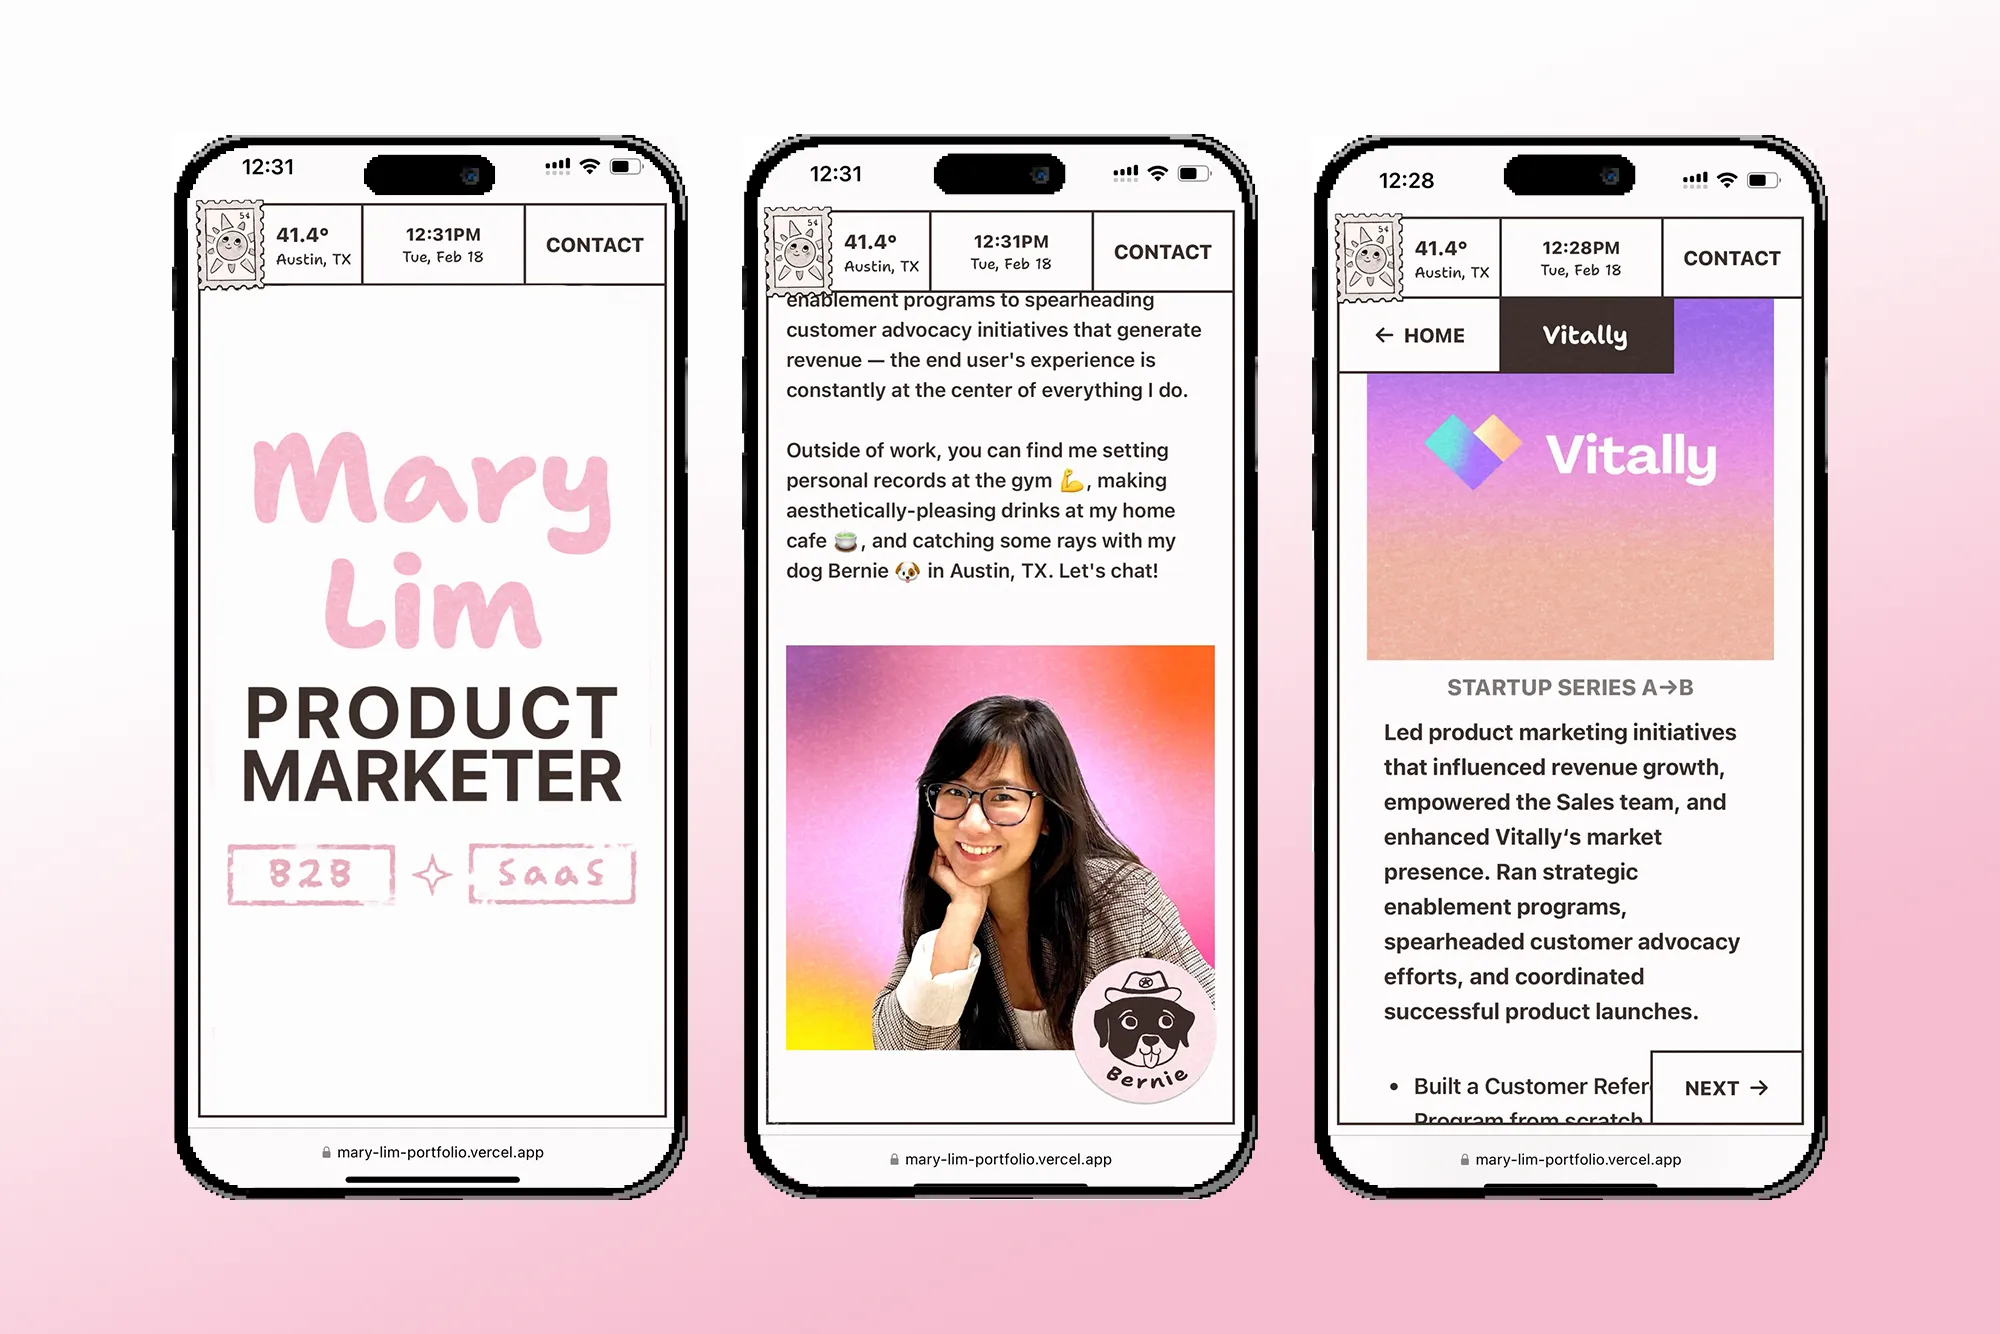 12:31
5¢
41.4°
Austin, TX
12:31PM
Tue, Feb 18
CONTACT
Mary
Lim
PRODUCT
MARKETER
B2B
SaaS
mary-lim-portfolio.vercel.app
12:31
5¢
41.4°
Austin, TX
12:31PM
Tue, Feb 18
CONTACT
enablement programs to spearheading
customer advocacy initiatives that generate
revenue — the end user's experience is
constantly at the center of everything I do.
Outside of work, you can find me setting
personal records at the gym 💪, making
aesthetically-pleasing drinks at my home
cafe 🍵, and catching some rays with my
dog Bernie 🐶 in Austin, TX. Let's chat!
Bernie
mary-lim-portfolio.vercel.app
12:28
5¢
41.4°
Austin, TX
12:28PM
Tue, Feb 18
CONTACT
← HOME
Vitally
Vitally
STARTUP SERIES A→B
Led product marketing initiatives
that influenced revenue growth,
empowered the Sales team, and
enhanced Vitally‘s market
presence. Ran strategic
enablement programs,
spearheaded customer advocacy
efforts, and coordinated
successful product launches.
• Built a Customer Refer
Program from scratch
NEXT →
mary-lim-portfolio.vercel.app